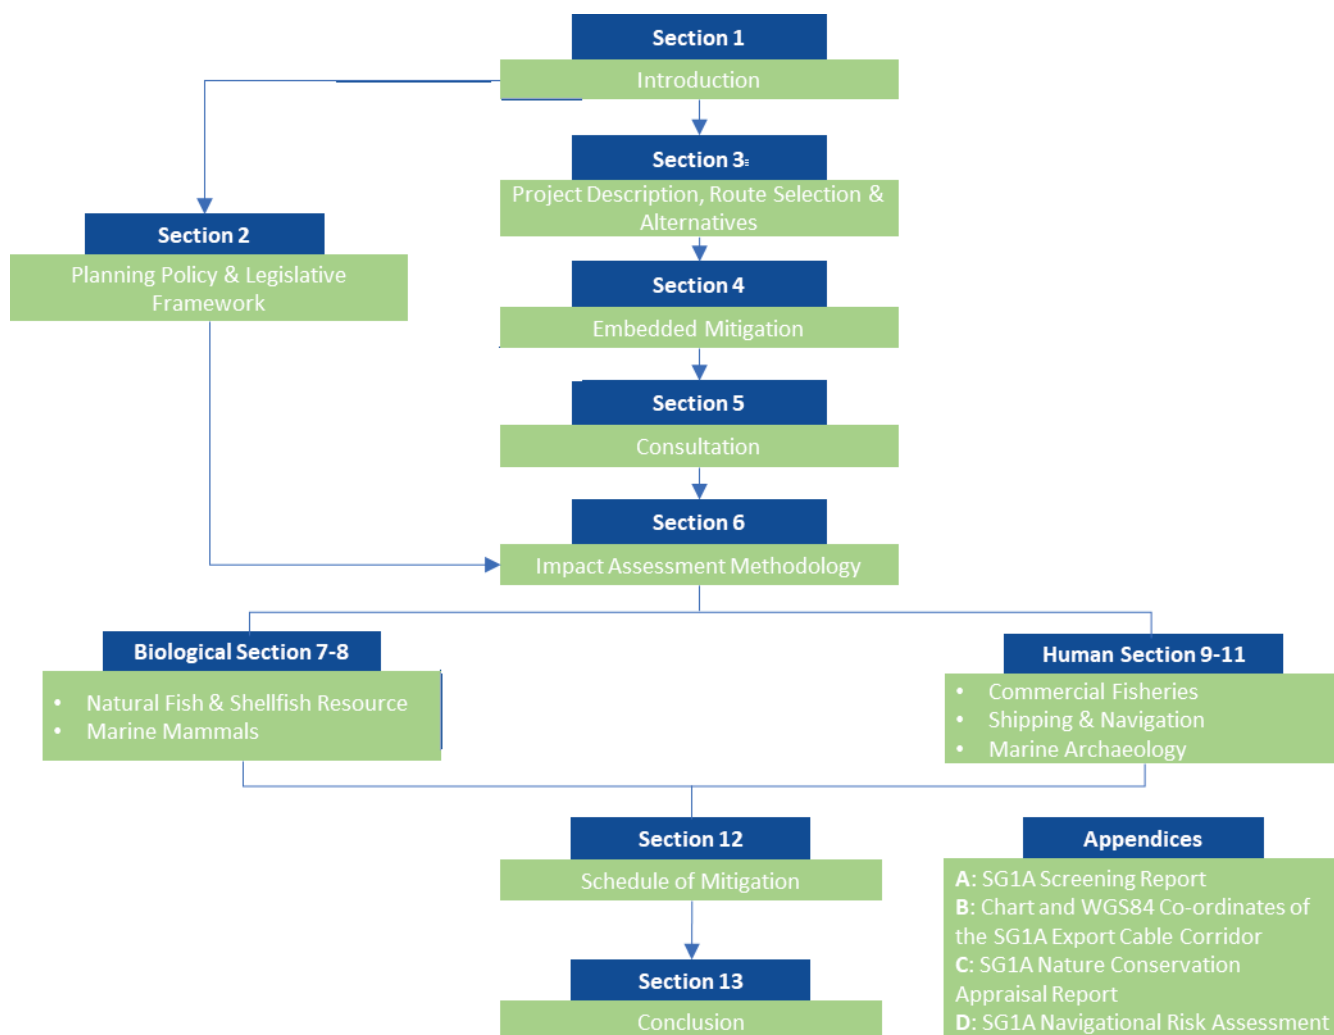 Section 1
Introduction
Section 3
Project Description, Route Selection &
Alternatives
Section 2
Planning Policy & Legislative
Framework
Section 4
Embedded Mitigation
Section 5
Consultation
Section 6
Impact Assessment Methodology
Biological Section 7-8
• Natural Fish & Shellfish Resource
• Marine Mammals
Human Section 9-11
• Commercial Fisheries
• Shipping & Navigation
• Marine Archaeology
Section 12
Schedule of Mitigation
Section 13
Conclusion
Appendices
A: SG1A Screening Report
B: Chart and WGS84 Co-ordinates of
the SG1A Export Cable Corridor
C: SG1A Nature Conservation
Appraisal Report
D: SG1A Navigational Risk Assessment